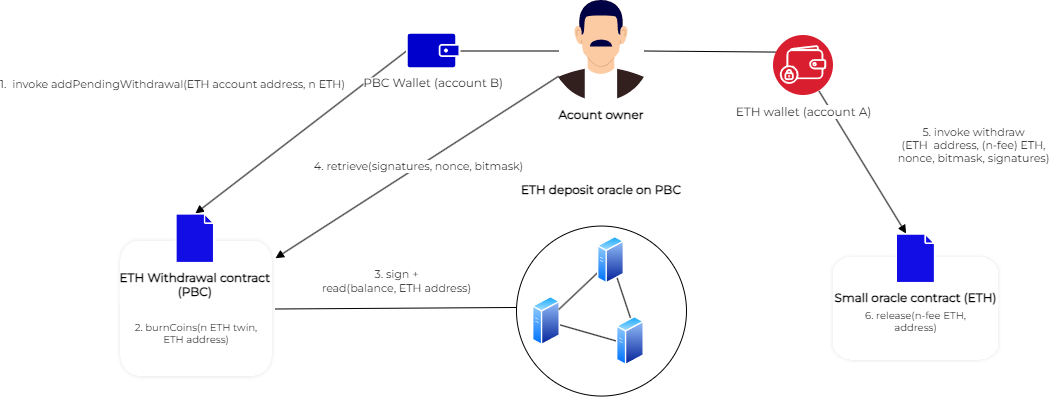 1.  invoke addPendingWithdrawal(ETH account address, n ETH)
PBC Wallet (account B)
Acount owner
ETH wallet (account A)
5. invoke withdraw
(ETH  address, (n-fee) ETH,
nonce, bitmask, signatures)
4. retrieve(signatures, nonce, bitmask)
ETH deposit oracle on PBC
ETH Withdrawal contract
(PBC)
3. sign +
read(balance, ETH address)
2. burnCoins(n ETH twin,
ETH address)
Small oracle contract (ETH)
6. release(n-fee ETH,
address)